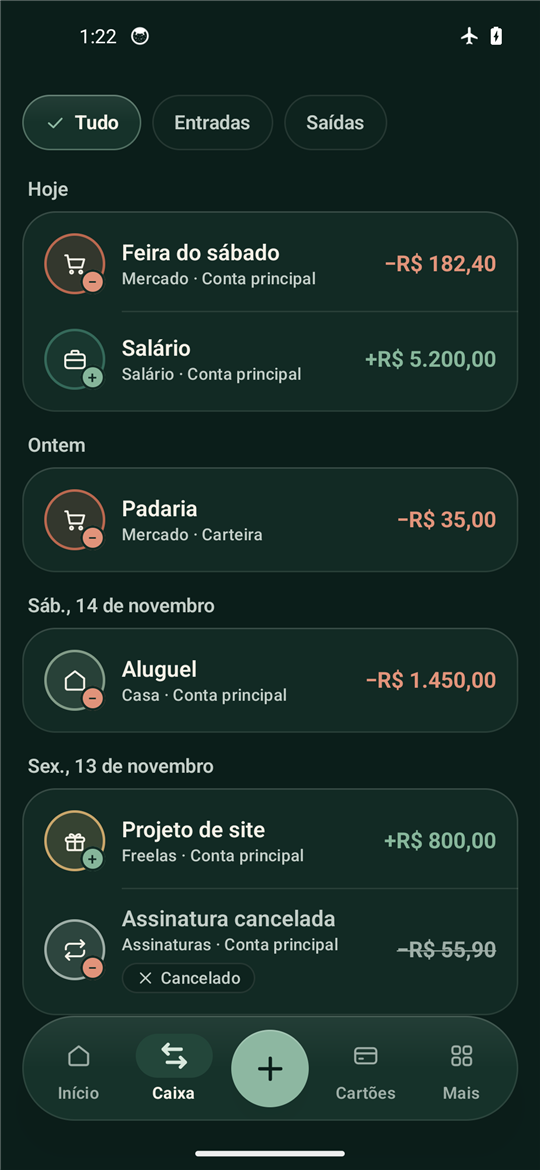 1:22
Tudo
Entradas
Saídas
Hoje
Feira do sábado
Mercado · Conta principal
−R$ 182,40
Salário
Salário · Conta principal
+R$ 5.200,00
Ontem
Padaria
Mercado · Carteira
−R$ 35,00
Sáb., 14 de novembro
Aluguel
Casa · Conta principal
−R$ 1.450,00
Sex., 13 de novembro
Projeto de site
Freelas · Conta principal
+R$ 800,00
Assinatura cancelada
Assinaturas · Conta principal
−R$ 55,90
Cancelado
Início
Caixa
Cartões
Mais